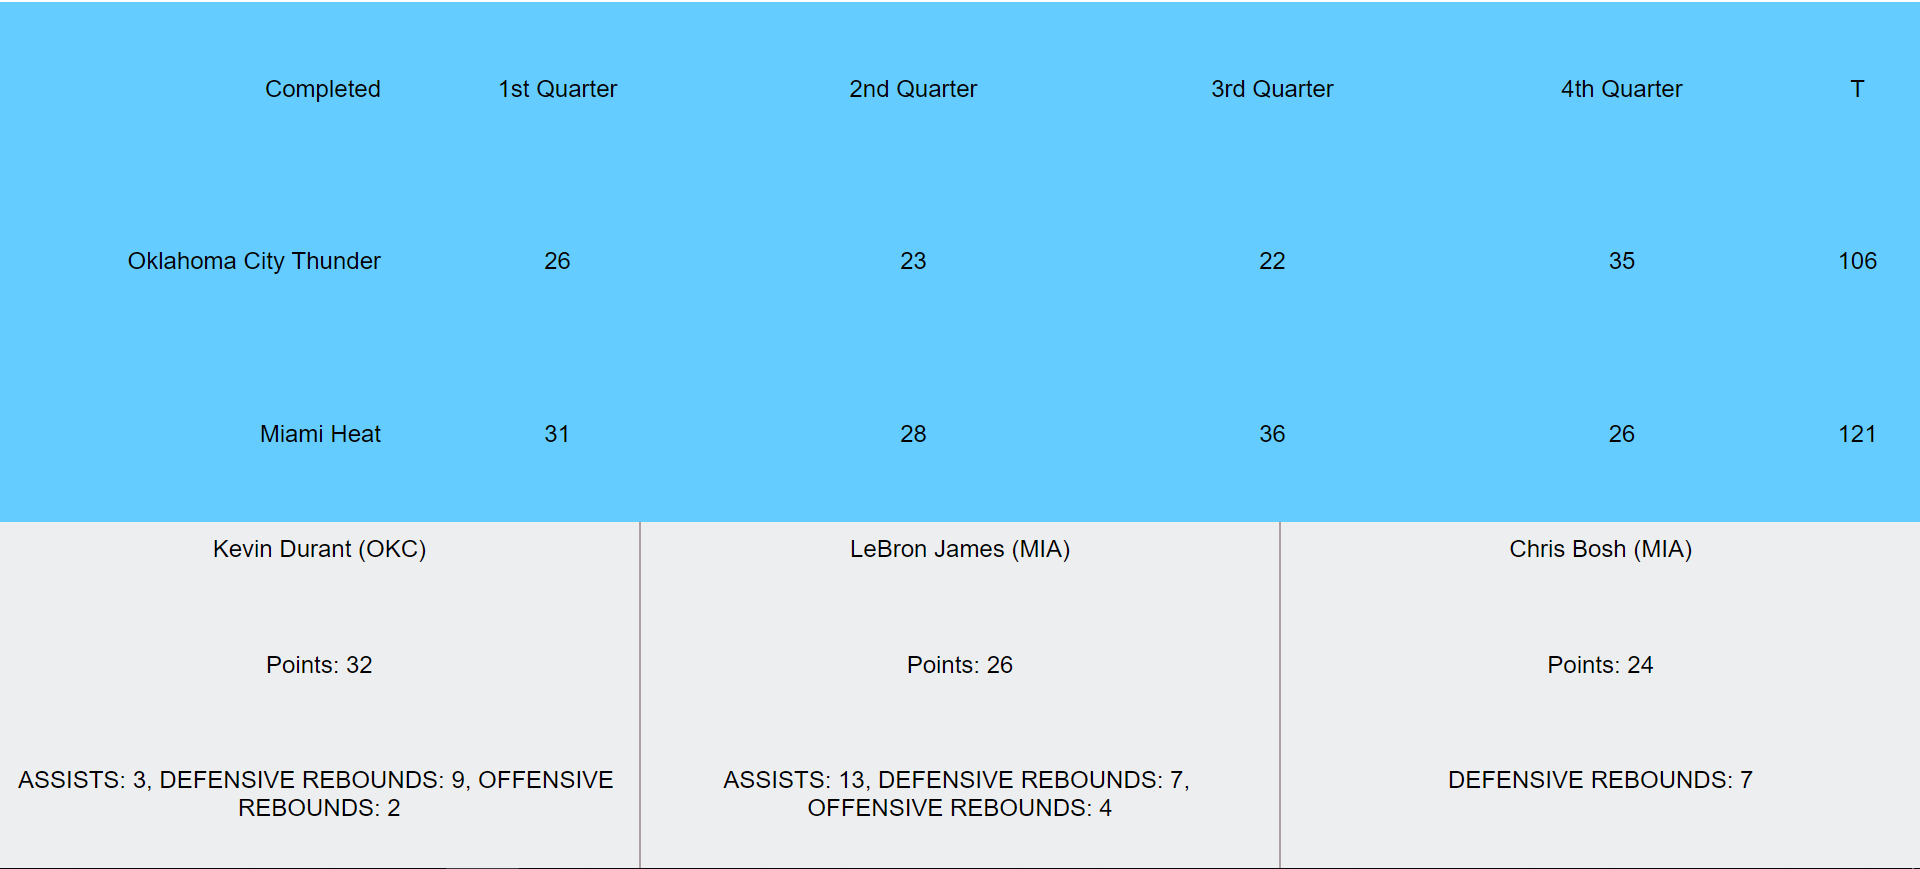 Completed 1st Quarter 2nd Quarter 3rd Quarter 4th Quarter T
Oklahoma City Thunder 26 23 22 35 106
Miami Heat 31 28 36 26 121
Kevin Durant (OKC)
Points: 32
ASSISTS: 3, DEFENSIVE REBOUNDS: 9, OFFENSIVE
REBOUNDS: 2
LeBron James (MIA)
Points: 26
ASSISTS: 13, DEFENSIVE REBOUNDS: 7,
OFFENSIVE REBOUNDS: 4
Chris Bosh (MIA)
Points: 24
DEFENSIVE REBOUNDS: 7